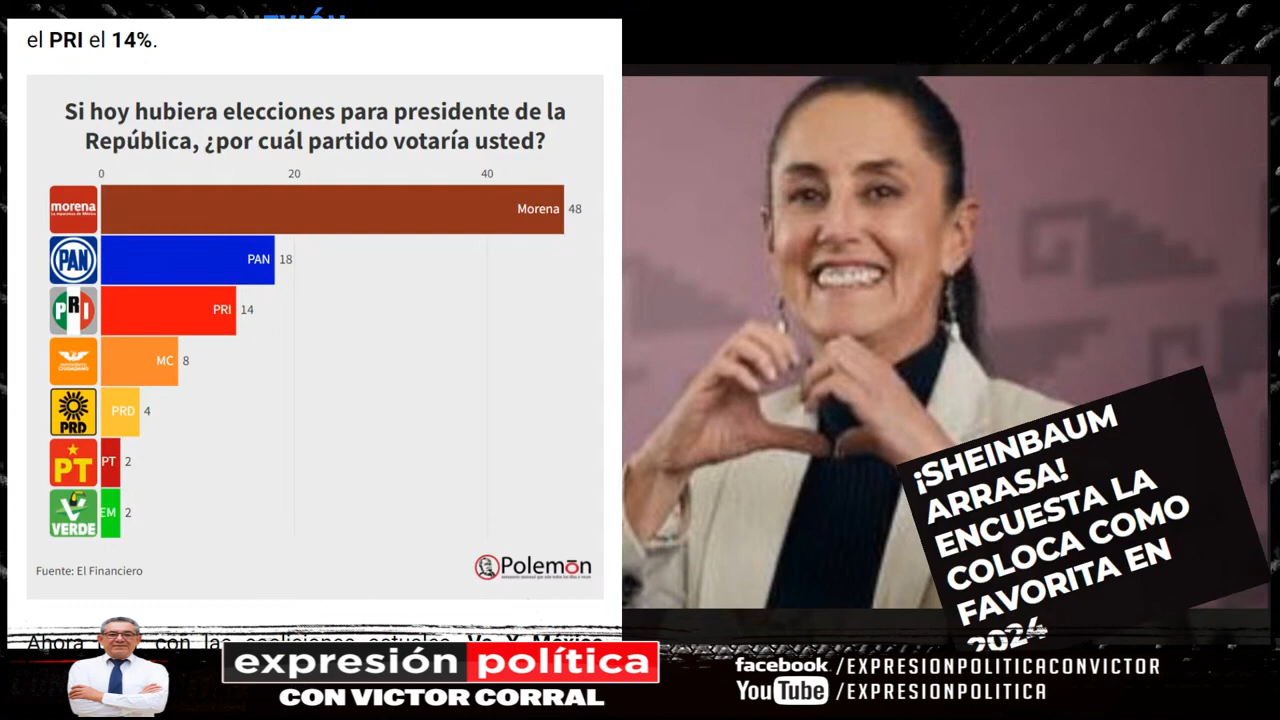 el PRI el 14%.
Si hoy hubiera elecciones para presidente de la
República, ¿por cuál partido votaría usted?
0 20 40
morena
Morena 48
PAN
PAN 18
PRI
PRI 14
MC 8
PRD
PRD 4
PT
PT 2
VERDE
EM 2
Fuente: El Financiero
Polemón
¡SHEINBAUM
ARRASA!
ENCUESTA LA
COLOCA COMO
FAVORITA EN
2024
expresión política
CON VICTOR CORRAL
facebook /EXPRESIONPOLITICACONVICTOR
YouTube /EXPRESIONPOLITICA